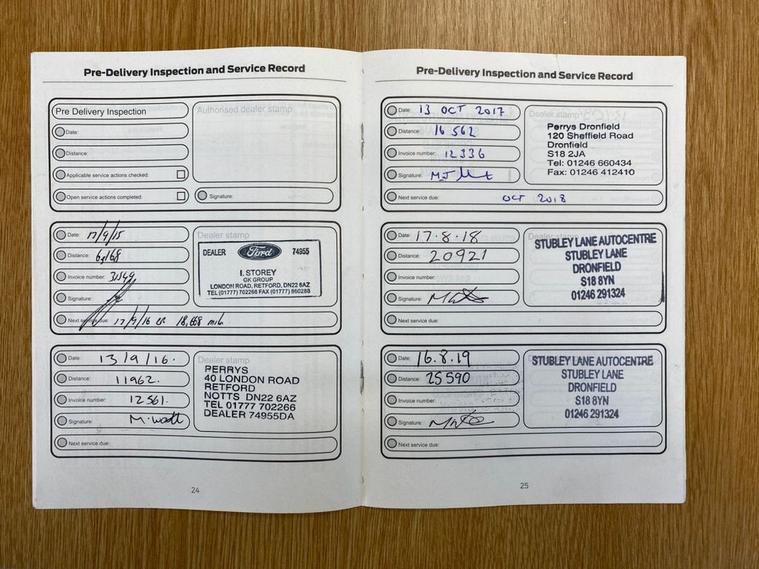 Pre-Delivery Inspection and Service Record
Pre Delivery Inspection
Authorised dealer stamp
Date:
Distance:
Applicable service actions checked:
Open service actions completed:
Signature:
Date: 17/9/15
Distance:
Invoice number:
Signature:
Next service due: 17/9/16 or 18,668 mls
Dealer stamp
DEALER Ford 74955
I. STOREY
GK GROUP
LONDON ROAD, RETFORD, DN22 6AZ
TEL (01777) 702266 FAX (01777) 860288
Date: 13/9/16.
Distance: 11962.
Invoice number: 12561.
Signature: M. Watt
Next service due:
Dealer stamp
PERRYS
40 LONDON ROAD
RETFORD
NOTTS DN22 6AZ
TEL 01777 702266
DEALER 74955DA
24
Pre-Delivery Inspection and Service Record
Date: 13 OCT 2017
Distance: 16562
Invoice number: 12336
Signature:
Next service due: OCT 2018
Dealer stamp
Perrys Dronfield
120 Sheffield Road
Dronfield
S18 2JA
Tel: 01246 660434
Fax: 01246 412410
Date: 17.8.18
Distance: 20921
Invoice number:
Signature:
Next service due:
Dealer stamp
STUBLEY LANE AUTOCENTRE
STUBLEY LANE
DRONFIELD
S18 8YN
01246 291324
Date: 16.8.19
Distance: 25590
Invoice number:
Signature:
Next service due:
Dealer stamp
STUBLEY LANE AUTOCENTRE
STUBLEY LANE
DRONFIELD
S18 8YN
01246 291324
25